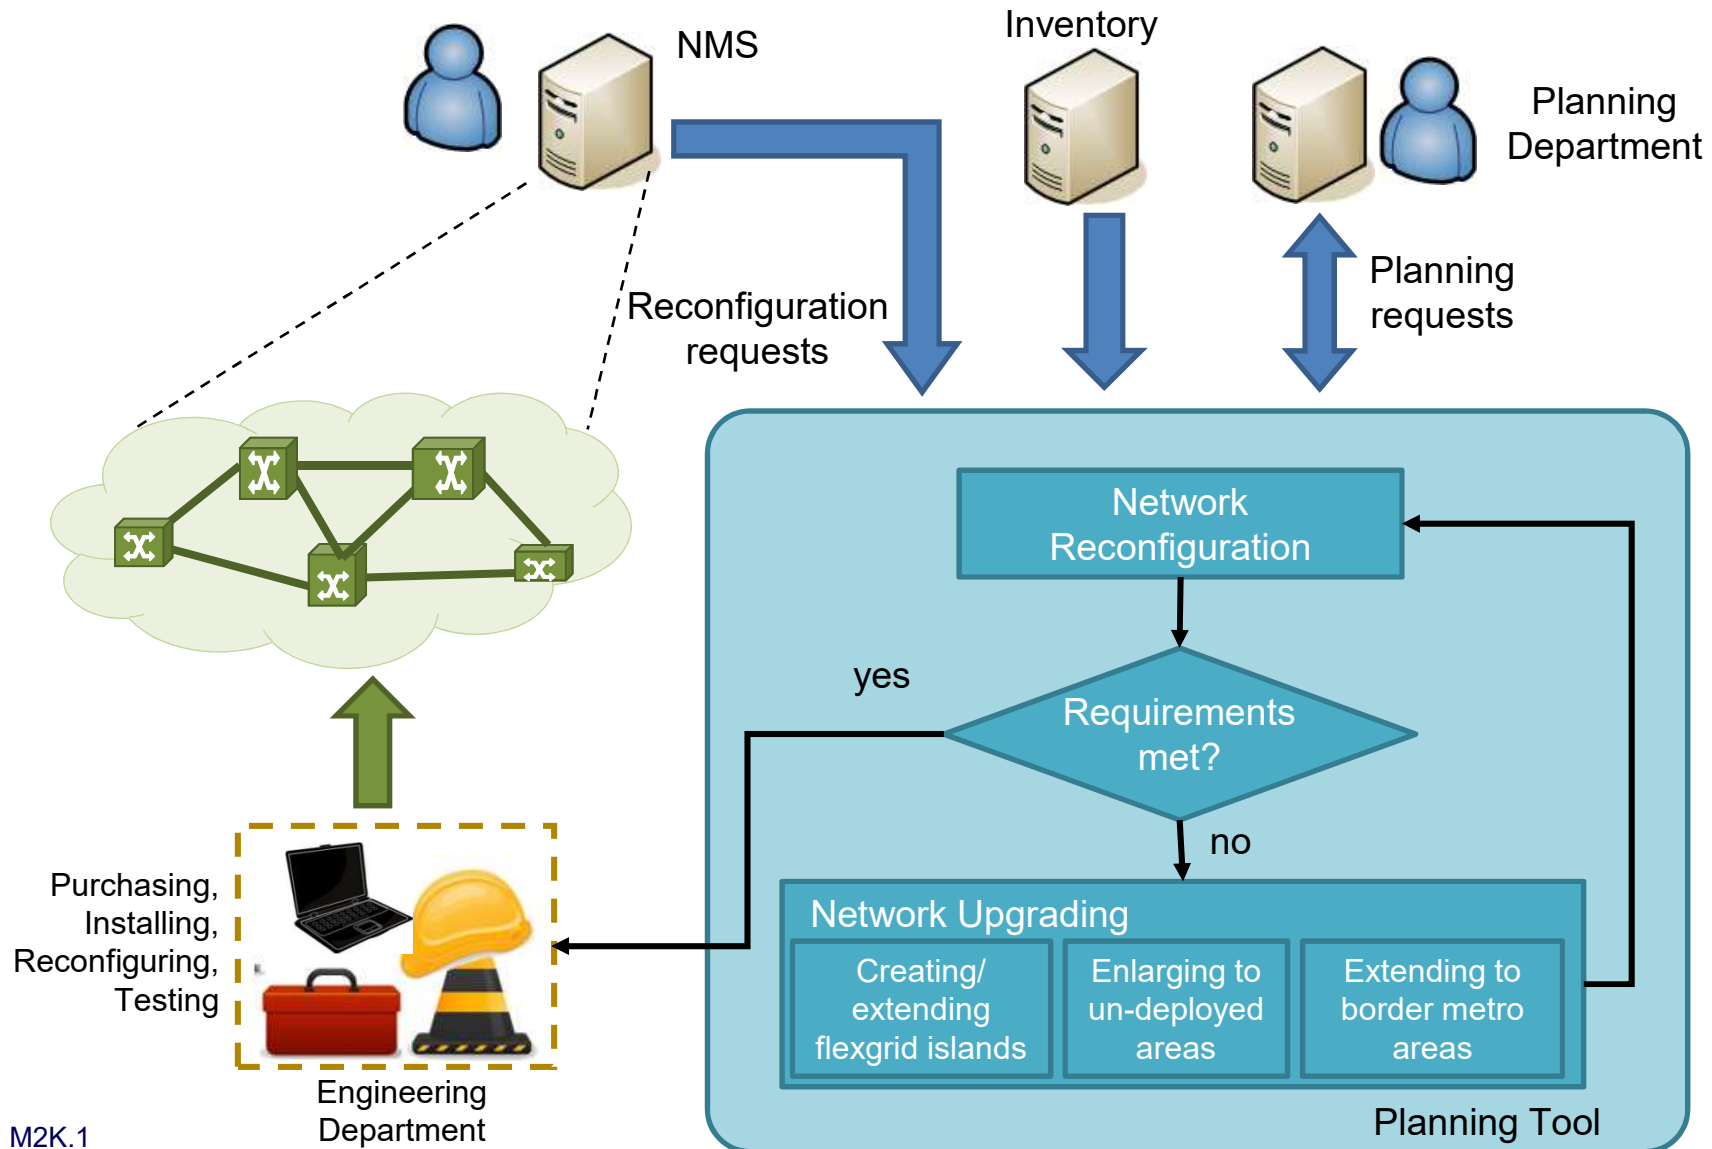 NMS
Inventory
Planning
Department
Reconfiguration
requests
Planning
requests
Network
Reconfiguration
yes
Requirements
met?
no
Network Upgrading
Creating/
extending
flexgrid islands
Enlarging to
un-deployed
areas
Extending to
border metro
areas
Planning Tool
Purchasing,
Installing,
Reconfiguring,
Testing
Engineering
Department
M2K.1